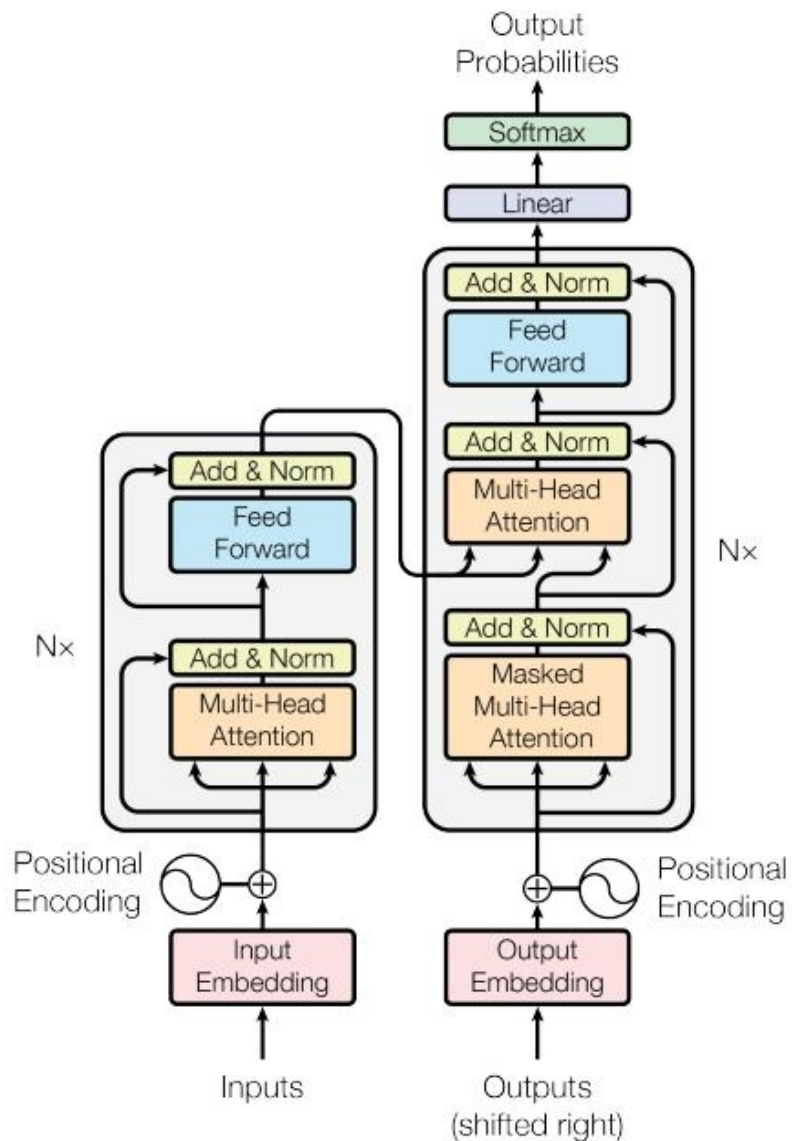 Output
Probabilities
Softmax
Linear
Add & Norm
Feed
Forward
Add & Norm
Multi-Head
Attention
Add & Norm
Masked
Multi-Head
Attention
N×
Add & Norm
Feed
Forward
Add & Norm
Multi-Head
Attention
N×
Positional
Encoding
Positional
Encoding
Input
Embedding
Output
Embedding
Inputs
Outputs
(shifted right)